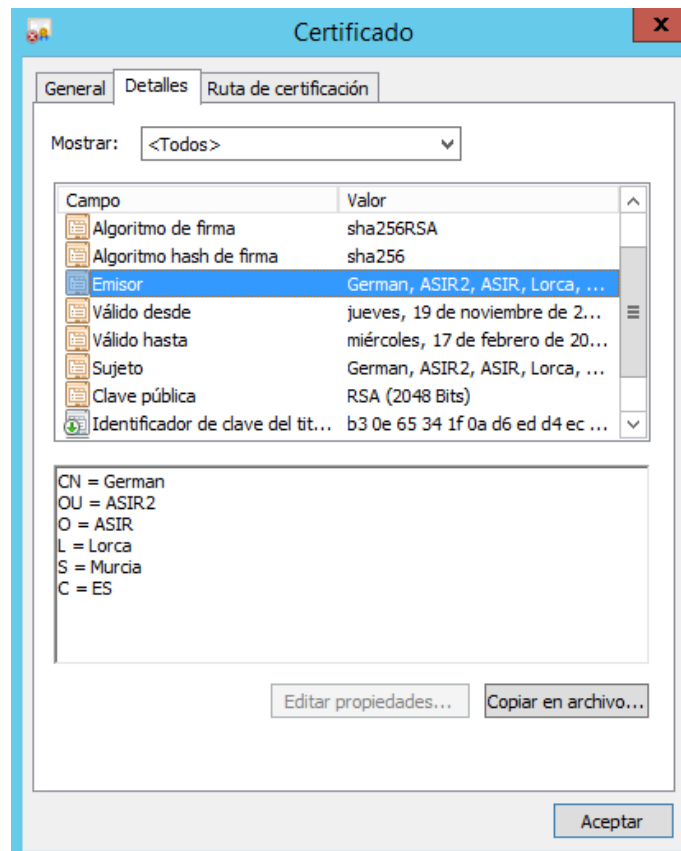 Certificado
x
General Detalles Ruta de certificación
Mostrar: <Todos>
Campo Valor
Algoritmo de firma sha256RSA
Algoritmo hash de firma sha256
Emisor German, ASIR2, ASIR, Lorca, ...
Válido desde jueves, 19 de noviembre de 2...
Válido hasta miércoles, 17 de febrero de 20...
Sujeto German, ASIR2, ASIR, Lorca, ...
Clave pública RSA (2048 Bits)
Identificador de clave del tit... b3 0e 65 34 1f 0a d6 ed d4 ec ...
CN = German
OU = ASIR2
O = ASIR
L = Lorca
S = Murcia
C = ES
Editar propiedades... Copiar en archivo...
Aceptar